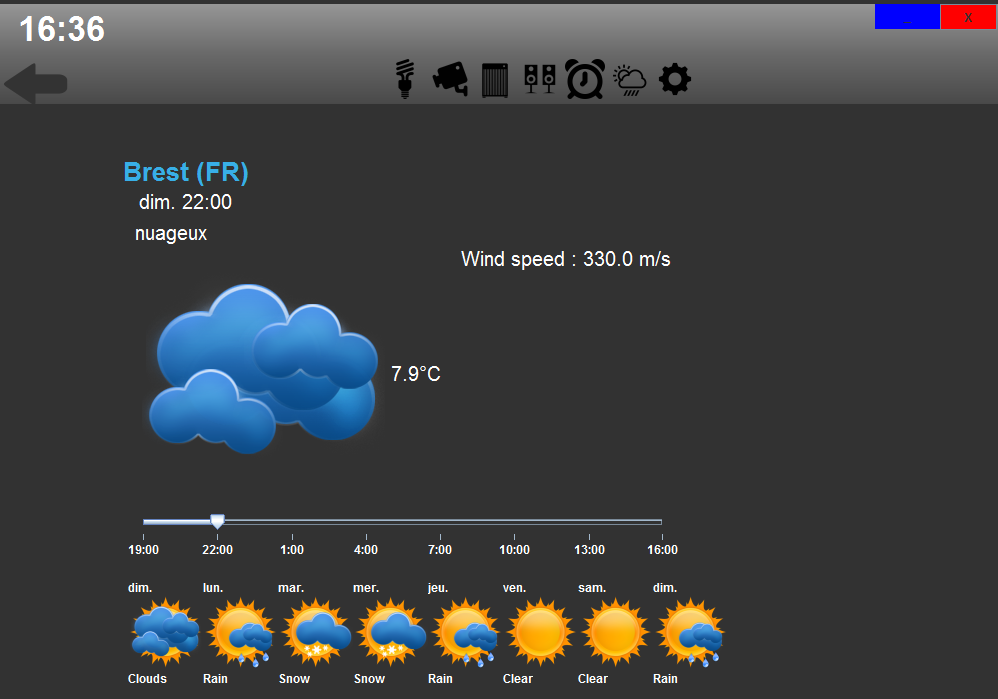 16:36
_ X
Brest (FR)
dim. 22:00
nuageux
Wind speed : 330.0 m/s
7.9°C
19:00 22:00 1:00 4:00 7:00 10:00 13:00 16:00
dim. lun. mar. mer. jeu. ven. sam. dim.
Clouds Rain Snow Snow Rain Clear Clear Rain